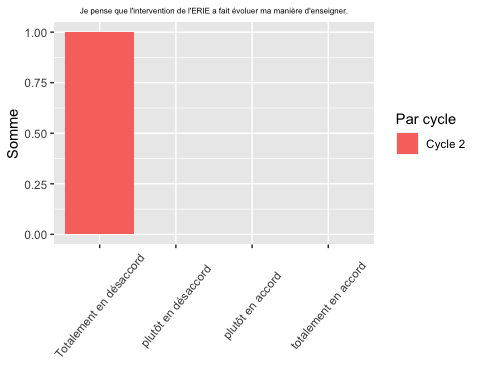 Je pense que l'intervention de l'ERIE a fait évoluer ma manière d'enseigner.
1.00
0.75
0.50
0.25
0.00
Somme
Totalement en désaccord
plutôt en désaccord
plutôt en accord
totalement en accord
Par cycle
Cycle 2